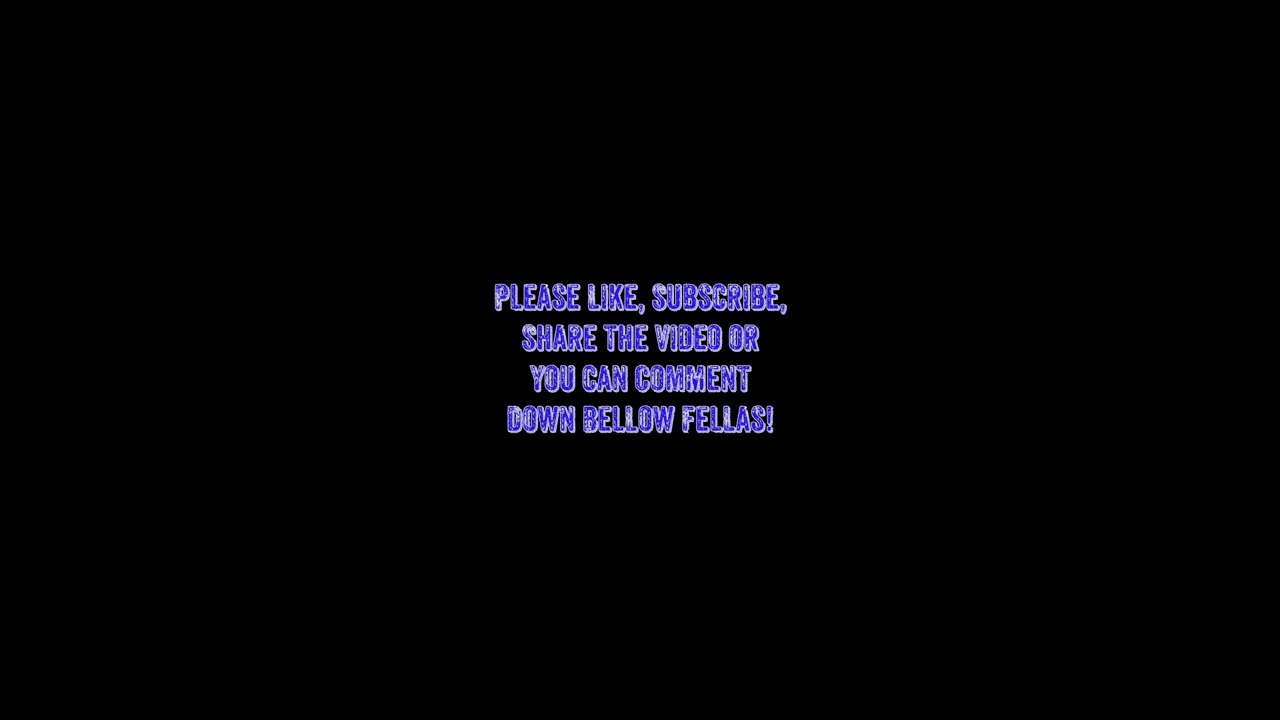 PLEASE LIKE, SUBSCRIBE,
SHARE THE VIDEO OR
YOU CAN COMMENT
DOWN BELLOW FELLAS!